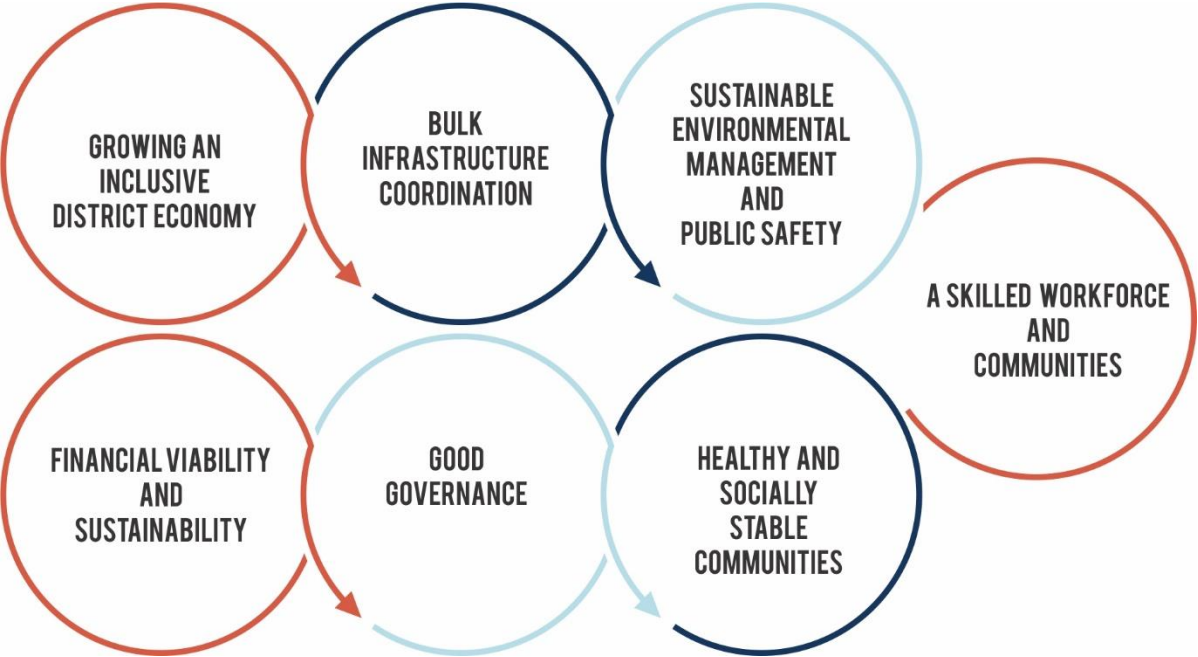 GROWING AN
INCLUSIVE
DISTRICT ECONOMY
BULK
INFRASTRUCTURE
COORDINATION
SUSTAINABLE
ENVIRONMENTAL
MANAGEMENT
AND
PUBLIC SAFETY
A SKILLED WORKFORCE
AND
COMMUNITIES
FINANCIAL VIABILITY
AND
SUSTAINABILITY
GOOD
GOVERNANCE
HEALTHY AND
SOCIALLY
STABLE
COMMUNITIES